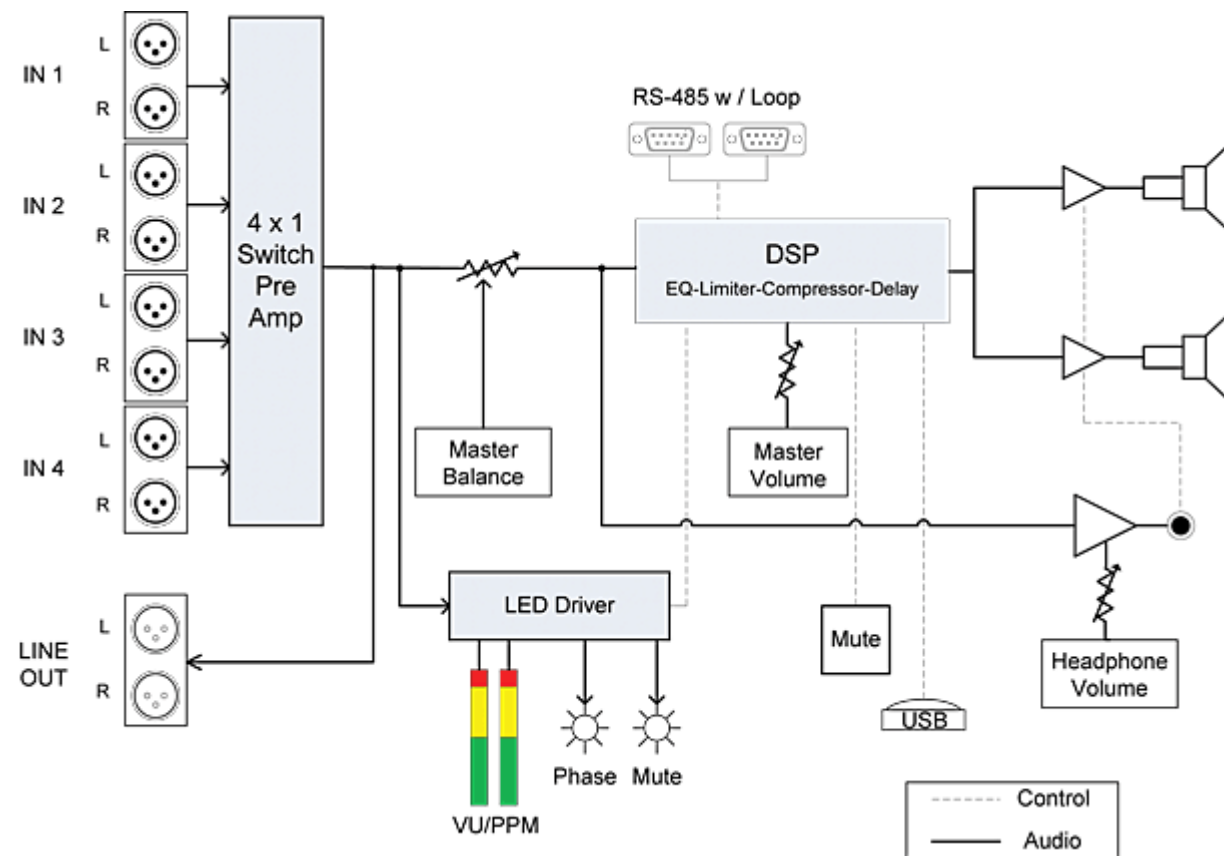 IN 1
L
R
IN 2
L
R
IN 3
L
R
IN 4
L
R
4 x 1
Switch
Pre
Amp
RS-485 w / Loop
DSP
EQ-Limiter-Compressor-Delay
Master
Balance
Master
Volume
LED Driver
Mute
USB
Headphone
Volume
LINE
OUT
L
R
Phase
Mute
VU/PPM
Control
Audio